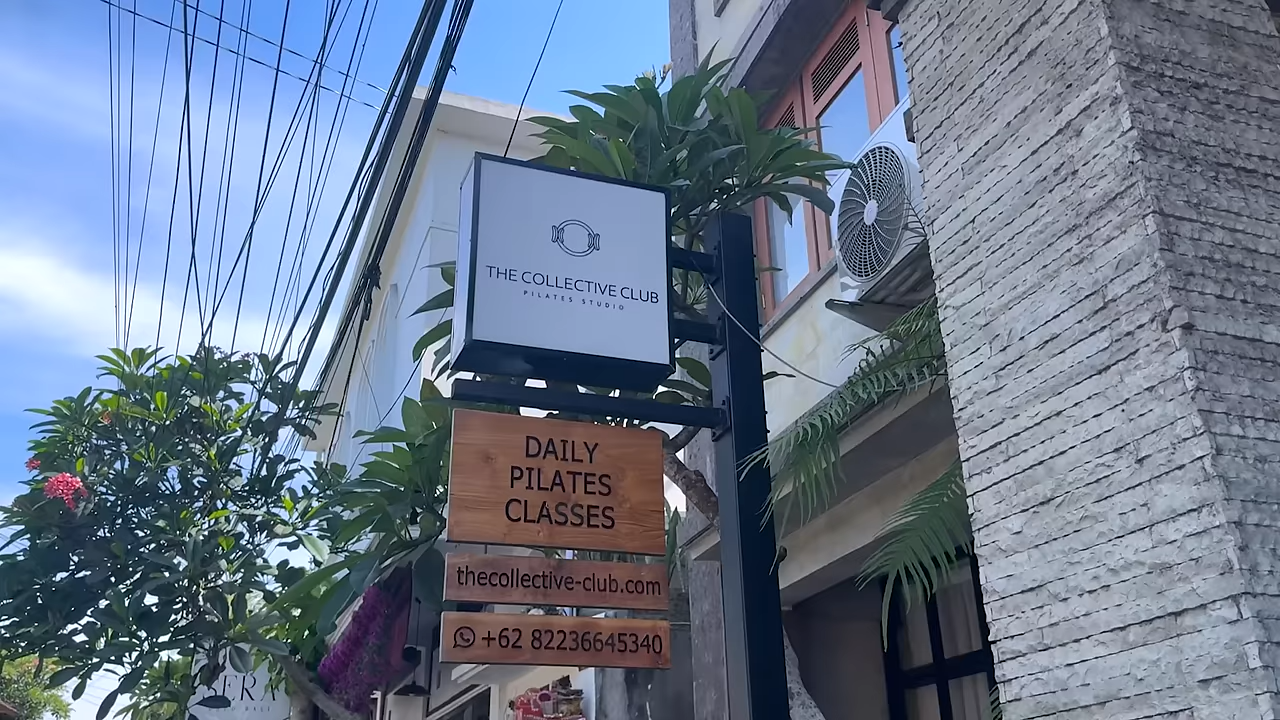 THE COLLECTIVE CLUB
PILATES STUDIO
DAILY
PILATES
CLASSES
thecollective-club.com
+62 82236645340